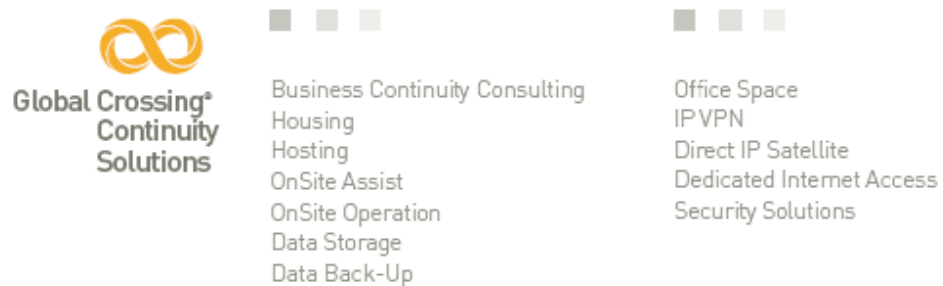 Global Crossing®
Continuity
Solutions
Business Continuity Consulting
Housing
Hosting
OnSite Assist
OnSite Operation
Data Storage
Data Back-Up
Office Space
IP VPN
Direct IP Satellite
Dedicated Internet Access
Security Solutions